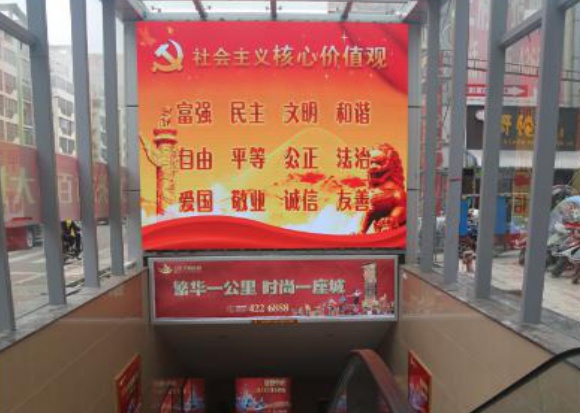 社会主义核心价值观
富强 民主 文明 和谐
自由 平等 公正 法治
爱国 敬业 诚信 友善
繁华一公里 时尚一座城
422 6888